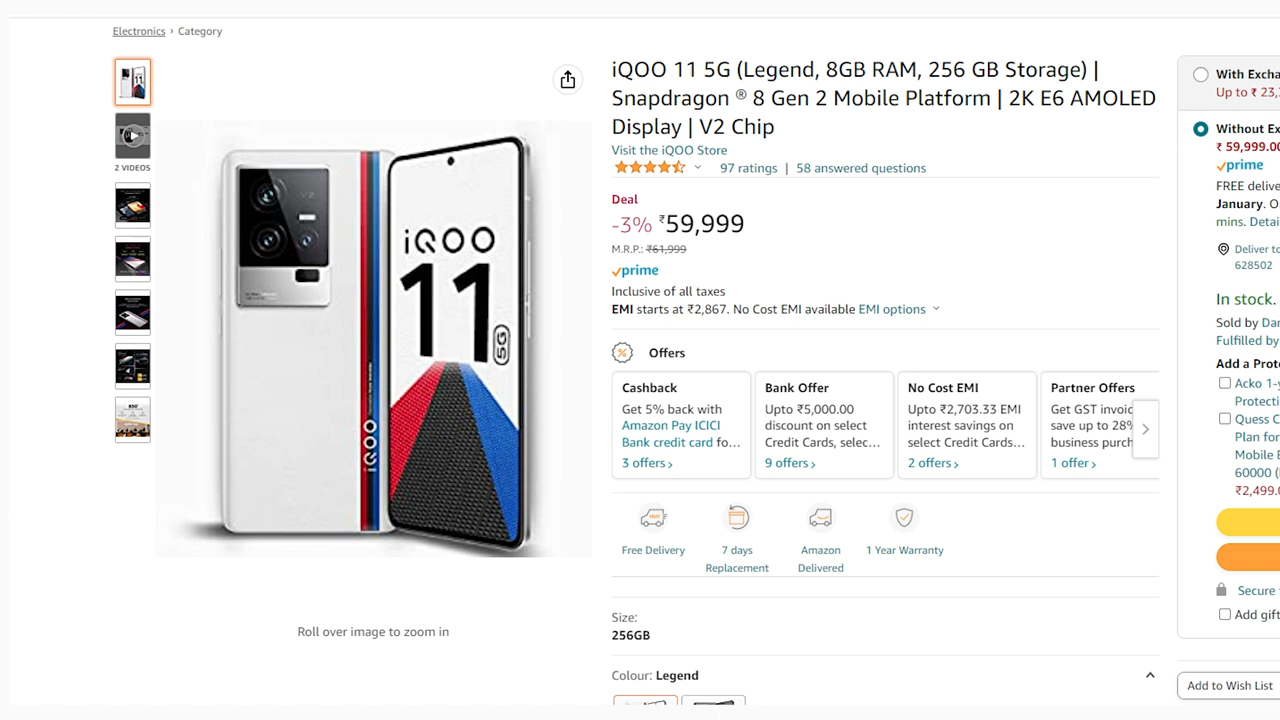 Electronics › Category
2 VIDEOS
iQOO
11
5G
iQOO
Roll over image to zoom in
iQOO 11 5G (Legend, 8GB RAM, 256 GB Storage) |
Snapdragon ® 8 Gen 2 Mobile Platform | 2K E6 AMOLED
Display | V2 Chip
Visit the iQOO Store
97 ratings | 58 answered questions
Deal
-3% ₹59,999
M.R.P.: ₹61,999
prime
Inclusive of all taxes
EMI starts at ₹2,867. No Cost EMI available EMI options
Offers
Cashback
Get 5% back with
Amazon Pay ICICI
Bank credit card fo...
3 offers ›
Bank Offer
Upto ₹5,000.00
discount on select
Credit Cards, selec...
9 offers ›
No Cost EMI
Upto ₹2,703.33 EMI
interest savings on
select Credit Cards...
2 offers ›
Partner Offers
Get GST invoic
save up to 28%
business purch
1 offer ›
Free Delivery
7 days
Replacement
Amazon
Delivered
1 Year Warranty
Size:
256GB
Colour: Legend
With Excha
Up to ₹ 23,
Without Ex
₹ 59,999.00
prime
FREE delive
January. O
mins. Detai
Deliver to
628502
In stock.
Sold by Dar
Fulfilled by
Add a Prote
Acko 1-y
Protecti
Quess C
Plan for
Mobile E
60000 (
₹2,499.0
Secure
Add gift
Add to Wish List